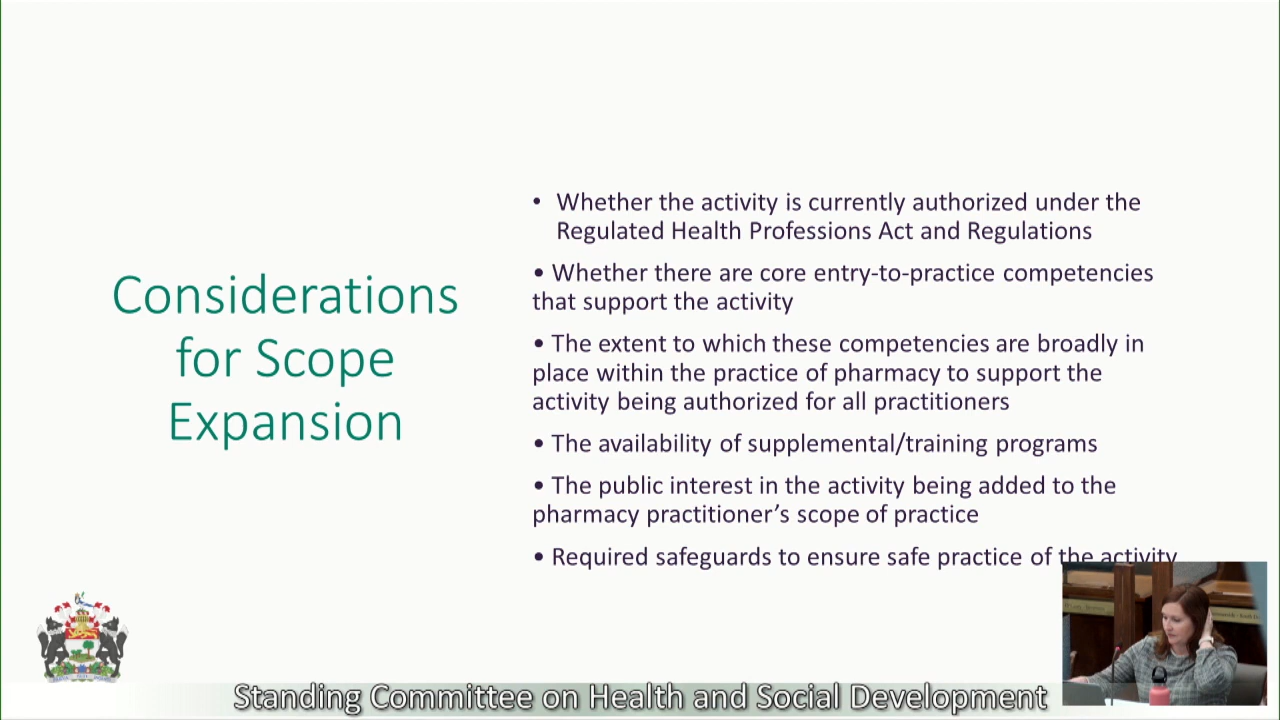 Considerations
for Scope
Expansion
• Whether the activity is currently authorized under the
Regulated Health Professions Act and Regulations
• Whether there are core entry-to-practice competencies
that support the activity
• The extent to which these competencies are broadly in
place within the practice of pharmacy to support the
activity being authorized for all practitioners
• The availability of supplemental/training programs
• The public interest in the activity being added to the
pharmacy practitioner’s scope of practice
• Required safeguards to ensure safe practice of the activity
Standing Committee on Health and Social Development